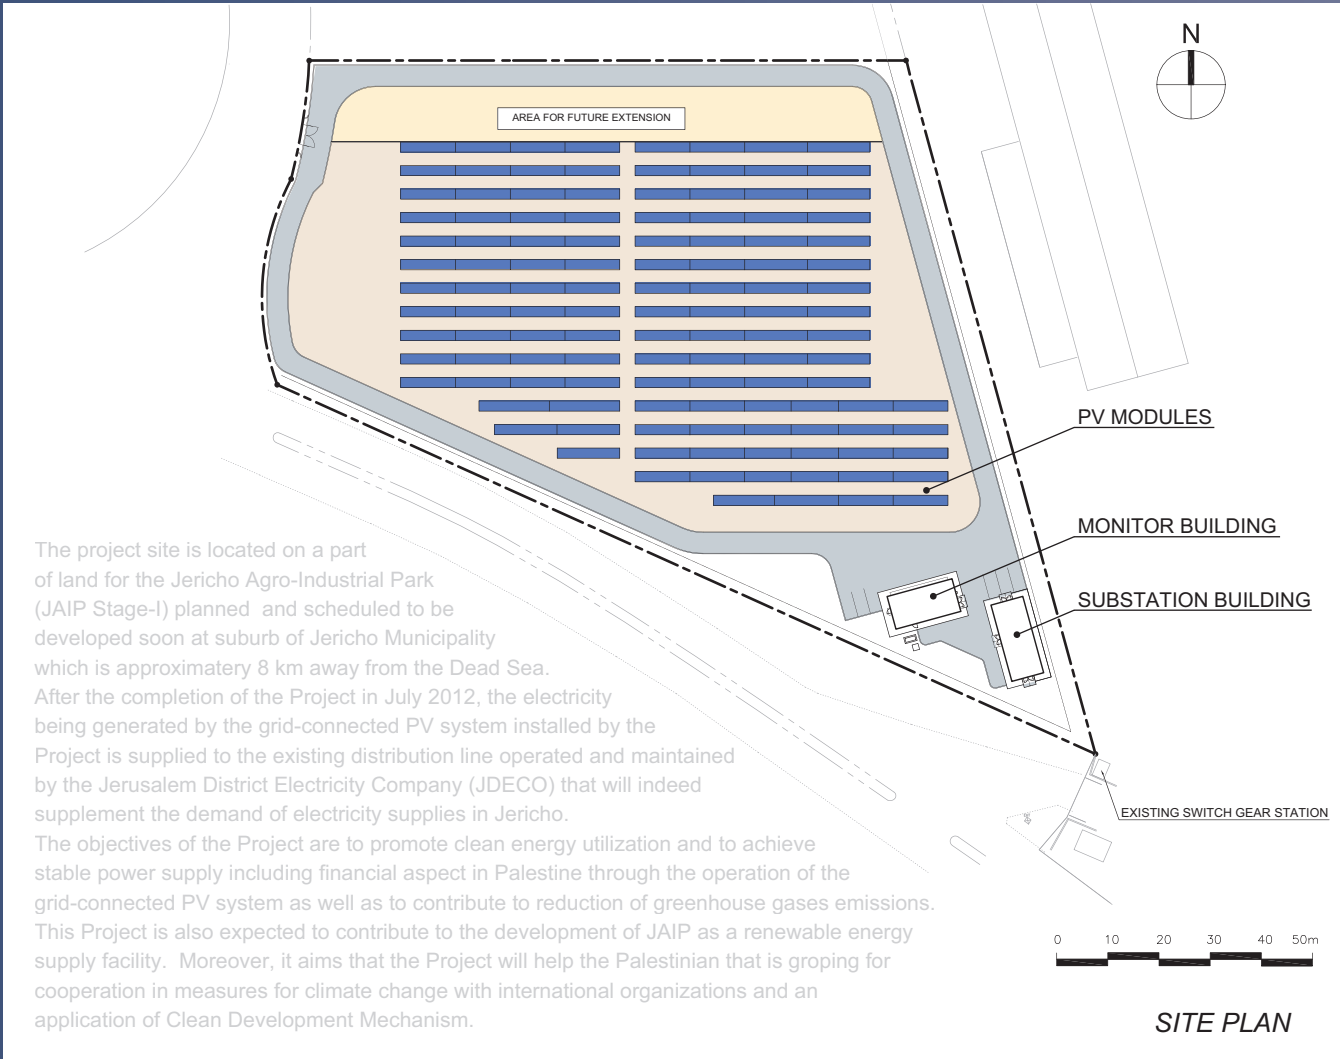 N
AREA FOR FUTURE EXTENSION
PV MODULES
MONITOR BUILDING
SUBSTATION BUILDING
The project site is located on a part
of land for the Jericho Agro-Industrial Park
(JAIP Stage-I) planned  and scheduled to be
developed soon at suburb of Jericho Municipality
which is approximatery 8 km away from the Dead Sea.
After the completion of the Project in July 2012, the electricity
being generated by the grid-connected PV system installed by the
Project is supplied to the existing distribution line operated and maintained
by the Jerusalem District Electricity Company (JDECO) that will indeed
supplement the demand of electricity supplies in Jericho.
The objectives of the Project are to promote clean energy utilization and to achieve
stable power supply including financial aspect in Palestine through the operation of the
grid-connected PV system as well as to contribute to reduction of greenhouse gases emissions.
This Project is also expected to contribute to the development of JAIP as a renewable energy
supply facility.  Moreover, it aims that the Project will help the Palestinian that is groping for
cooperation in measures for climate change with international organizations and an
application of Clean Development Mechanism.
EXISTING SWITCH GEAR STATION
0 10 20 30 40 50m
SITE PLAN